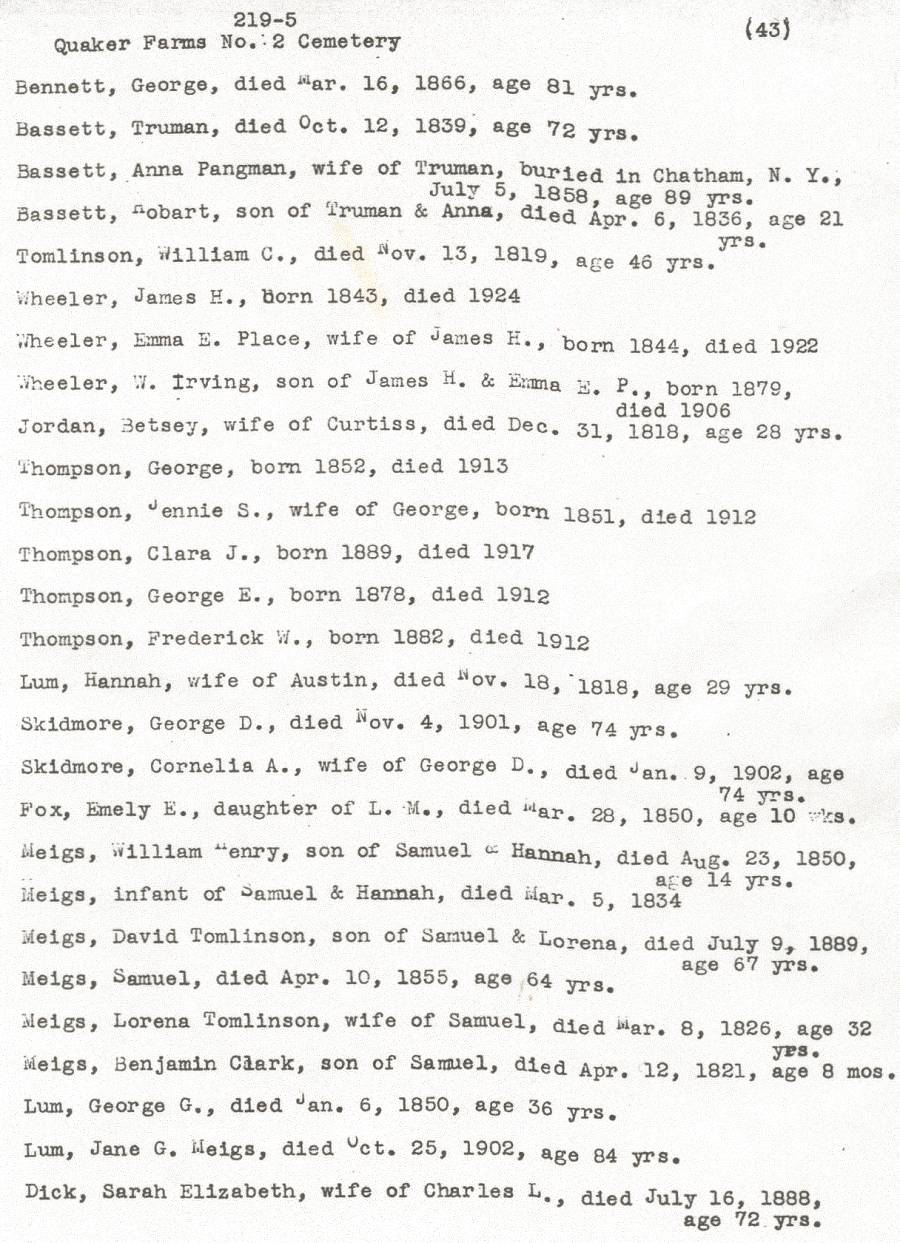 219-5
(43)
Quaker Farms No. 2 Cemetery
Bennett, George, died Mar. 16, 1866, age 81 yrs.
Bassett, Truman, died Oct. 12, 1839, age 72 yrs.
Bassett, Anna Pangman, wife of Truman, buried in Chatham, N. Y.,
July 5, 1858, age 89 yrs.
Bassett, Hobart, son of Truman & Anna, died Apr. 6, 1836, age 21
yrs.
Tomlinson, William C., died Nov. 13, 1819, age 46 yrs.
Wheeler, James H., born 1843, died 1924
Wheeler, Emma E. Place, wife of James H., born 1844, died 1922
Wheeler, W. Irving, son of James H. & Emma E. P., born 1879,
died 1906
Jordan, Betsey, wife of Curtiss, died Dec. 31, 1818, age 28 yrs.
Thompson, George, born 1852, died 1913
Thompson, Jennie S., wife of George, born 1851, died 1912
Thompson, Clara J., born 1889, died 1917
Thompson, George E., born 1878, died 1912
Thompson, Frederick W., born 1882, died 1912
Lum, Hannah, wife of Austin, died Nov. 18, 1818, age 29 yrs.
Skidmore, George D., died Nov. 4, 1901, age 74 yrs.
Skidmore, Cornelia A., wife of George D., died Jan. 9, 1902, age
74 yrs.
Fox, Emely E., daughter of L. M., died Mar. 28, 1850, age 10 wks.
Meigs, William Henry, son of Samuel & Hannah, died Aug. 23, 1850,
age 14 yrs.
Meigs, infant of Samuel & Hannah, died Mar. 5, 1834
Meigs, David Tomlinson, son of Samuel & Lorena, died July 9, 1889,
age 67 yrs.
Meigs, Samuel, died Apr. 10, 1855, age 64 yrs.
Meigs, Lorena Tomlinson, wife of Samuel, died Mar. 8, 1826, age 32
yrs.
Meigs, Benjamin Clark, son of Samuel, died Apr. 12, 1821, age 8 mos.
Lum, George G., died Jan. 6, 1850, age 36 yrs.
Lum, Jane G. Meigs, died Oct. 25, 1902, age 84 yrs.
Dick, Sarah Elizabeth, wife of Charles L., died July 16, 1888,
age 72 yrs.